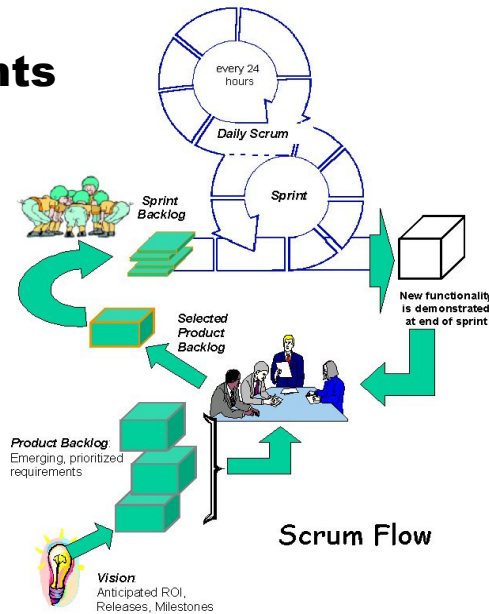 nts
every 24
hours
Daily Scrum
Sprint
Backlog
Sprint
New functionality
is demonstrated
at end of sprint
Selected
Product
Backlog
Product Backlog:
Emerging, prioritized
requirements
Scrum Flow
Vision:
Anticipated ROI,
Releases, Milestones